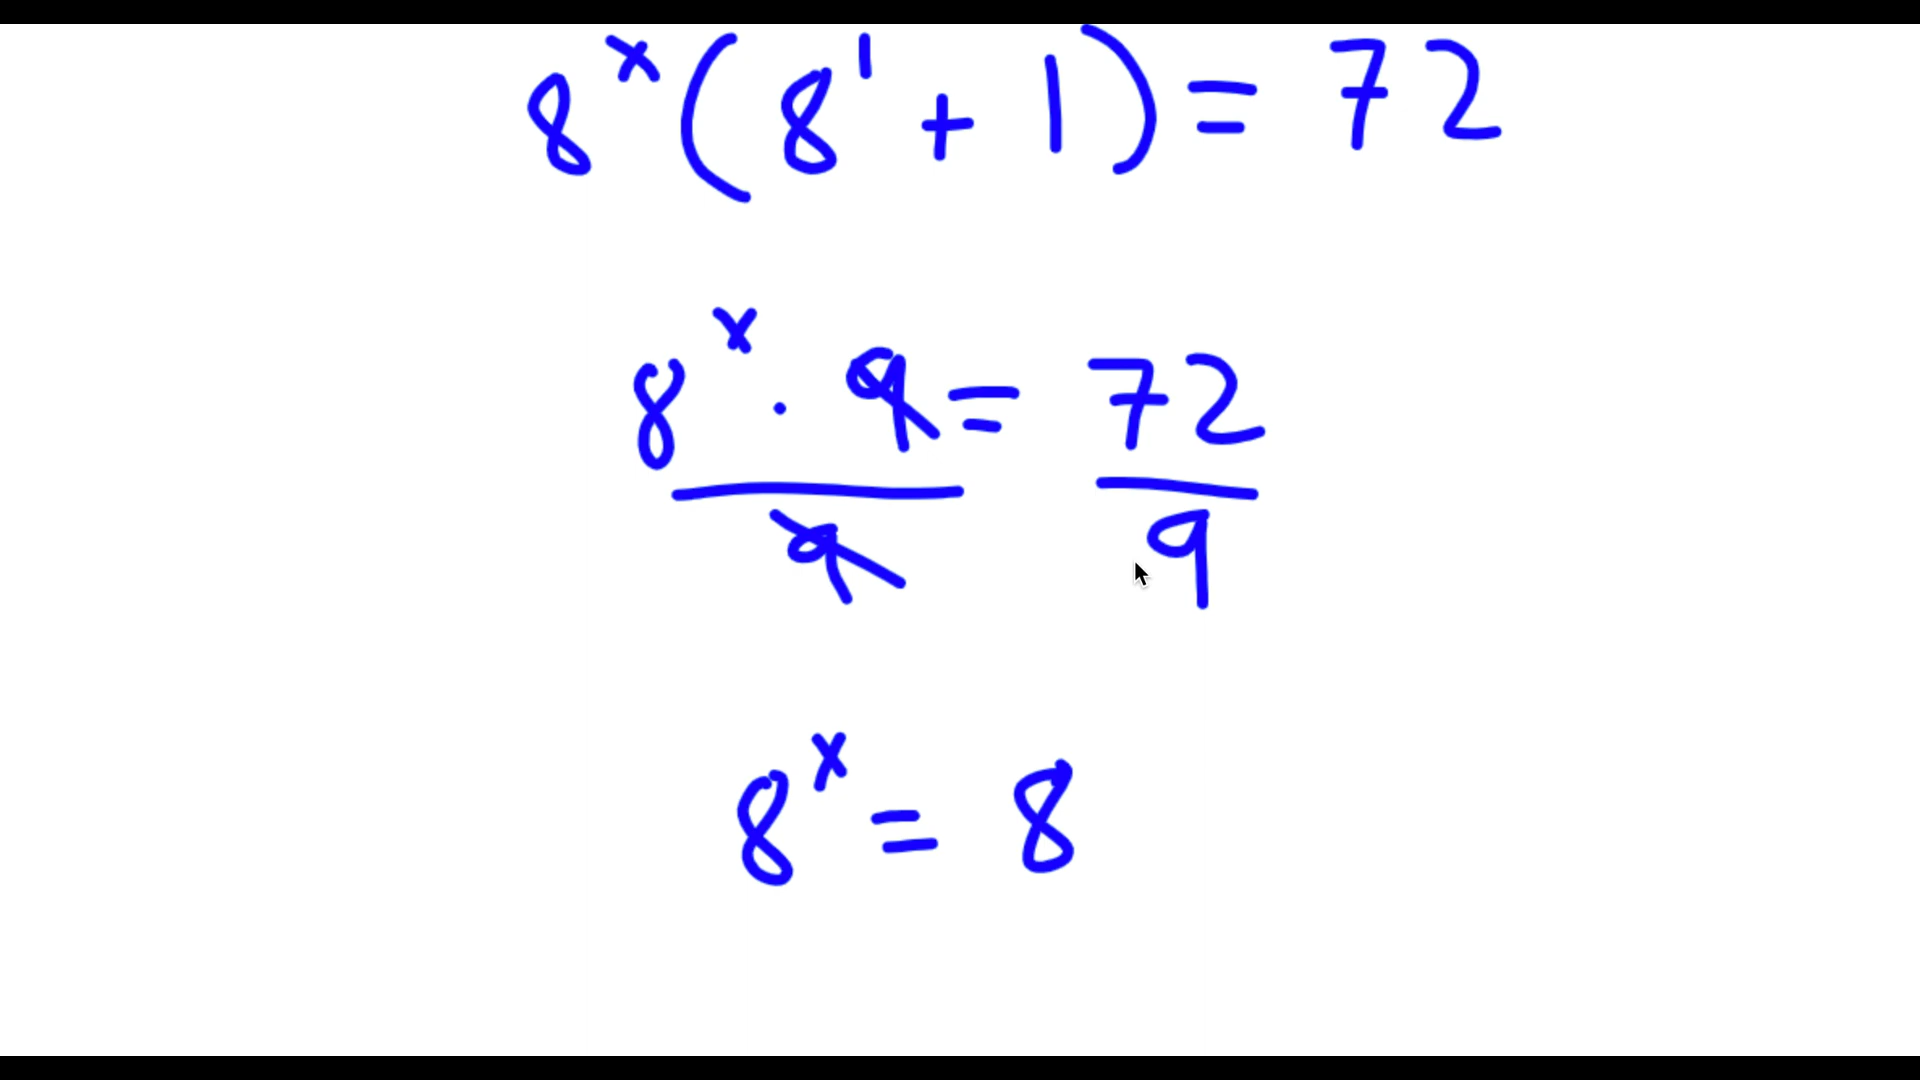 8^x (8^1 + 1) = 72
8^x · 9 = 72
9 9
8^x = 8